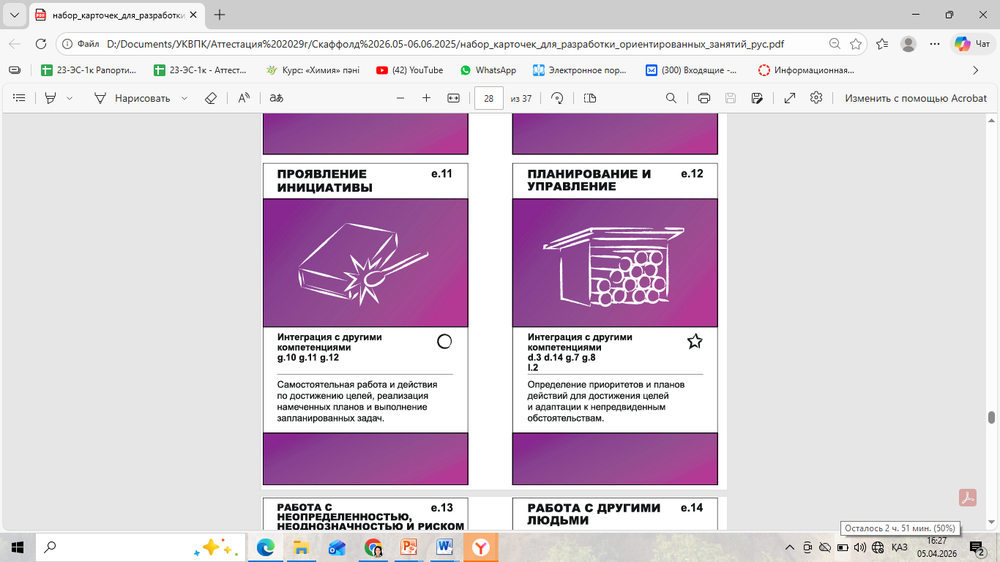 набор_карточек_для_разработки
Файл
D:/Documents/УКВПК/Аттестация%202029г/Скаффолд%2026.05-06.06.2025/набор_карточек_для_разработки_ориентированных_занятий_рус.pdf
Чат
23-ЭС-1к Рапорти...
23-ЭС-1к - Аттест...
Курс: «Химия» пәні
(42) YouTube
WhatsApp
Электронное пор...
(300) Входящие -...
Информационная...
Нарисовать
аあ
28
из 37
Изменить с помощью Acrobat
ПРОЯВЛЕНИЕ
ИНИЦИАТИВЫ
e.11
Интеграция с другими
компетенциями
g.10 g.11 g.12
Самостоятельная работа и действия
по достижению целей, реализация
намеченных планов и выполнение
запланированных задач.
ПЛАНИРОВАНИЕ И
УПРАВЛЕНИЕ
e.12
Интеграция с другими
компетенциями
d.3 d.14 g.7 g.8
l.2
Определение приоритетов и планов
действий для достижения целей
и адаптации к непредвиденным
обстоятельствам.
РАБОТА С
НЕОПРЕДЕЛЕННОСТЬЮ,
НЕОДНОЗНАЧНОСТЬЮ И РИСКОМ
e.13
РАБОТА С ДРУГИМИ
ЛЮДЬМИ
e.14
Осталось 2 ч. 51 мин. (50%)
ҚАЗ
16:27
05.04.2026
2